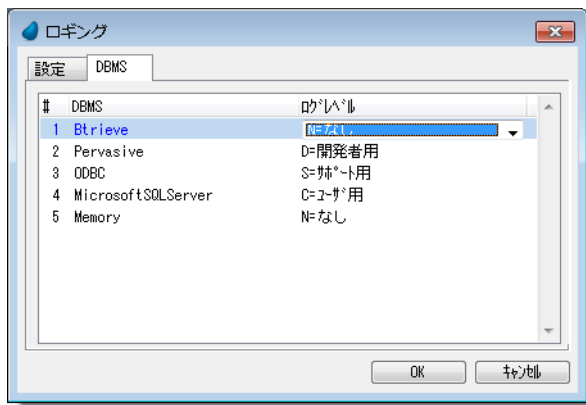 ロギング
設定 DBMS
# DBMS ログレベル
1 Btrieve N=なし
2 Pervasive D=開発者用
3 ODBC S=サポート用
4 MicrosoftSQLServer C=ユーザ用
5 Memory N=なし
OK キャンセル